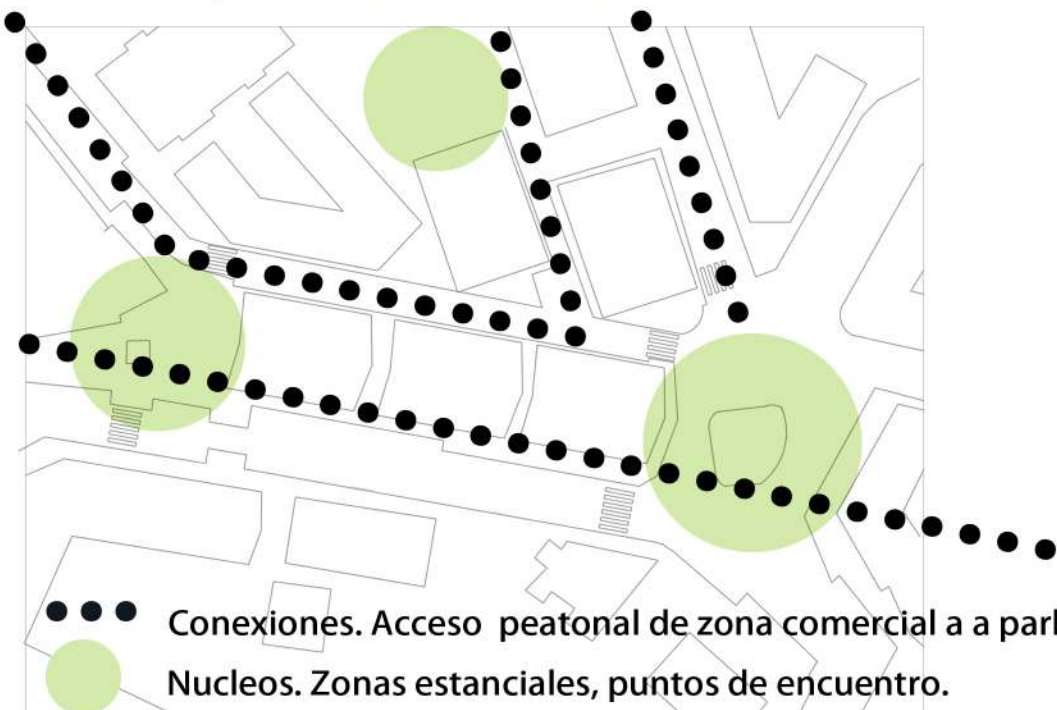 Conexiones. Acceso peatonal de zona comercial a a
Nucleos. Zonas estanciales, puntos de encuentro.